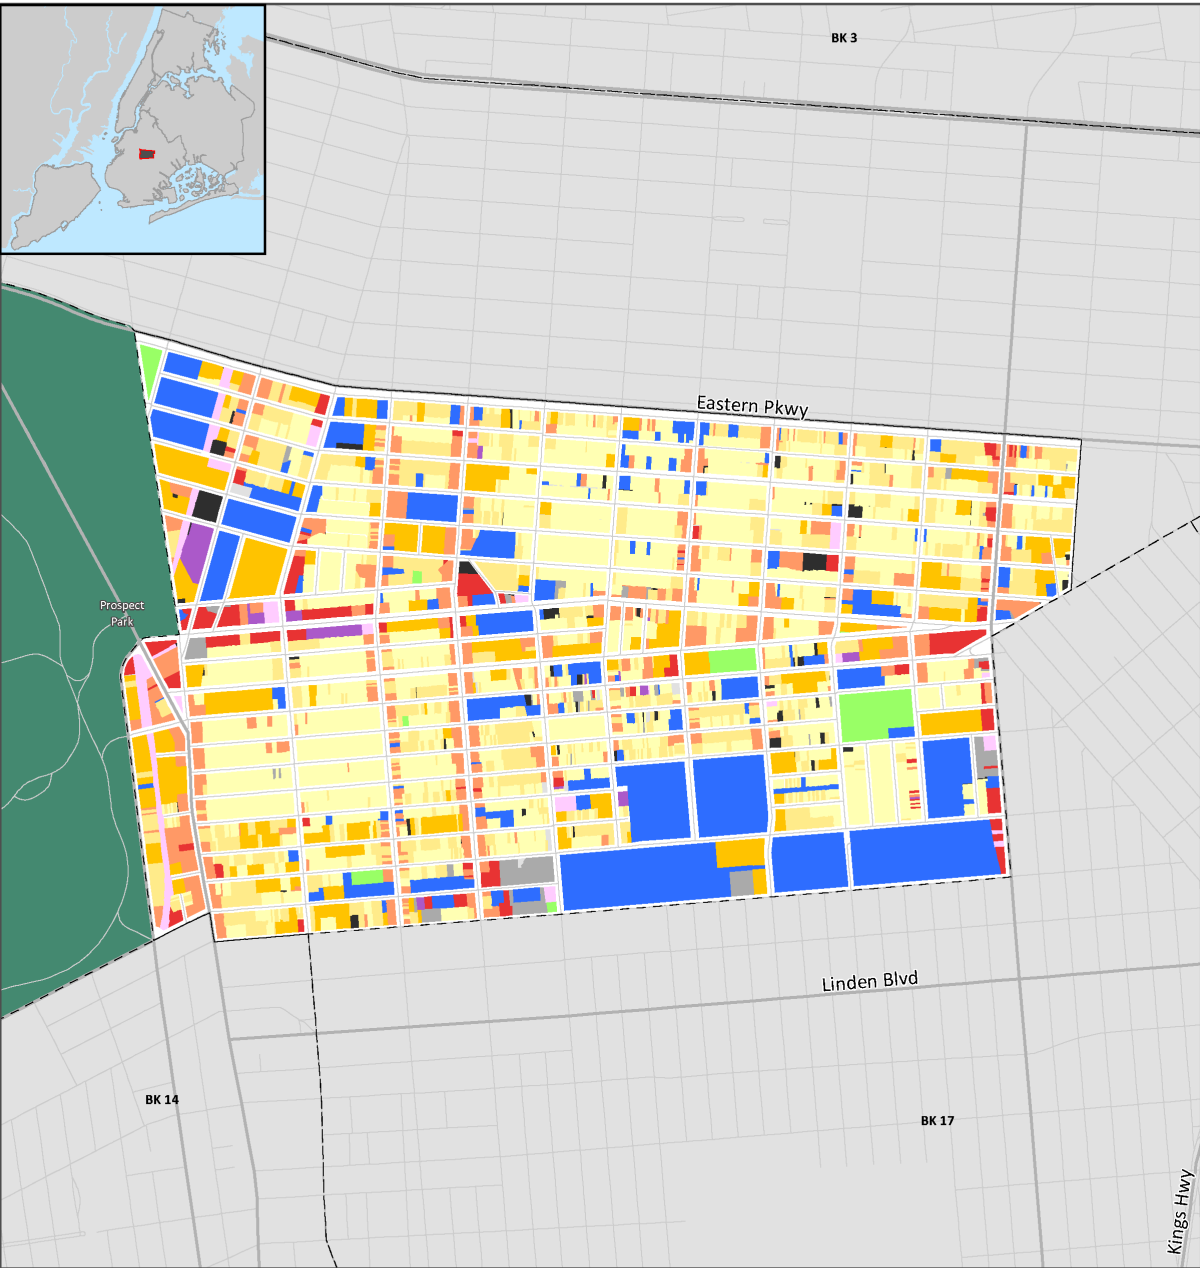 BK 3
Eastern Pkwy
Prospect
Park
Linden Blvd
BK 14
BK 17
Kings Hwy